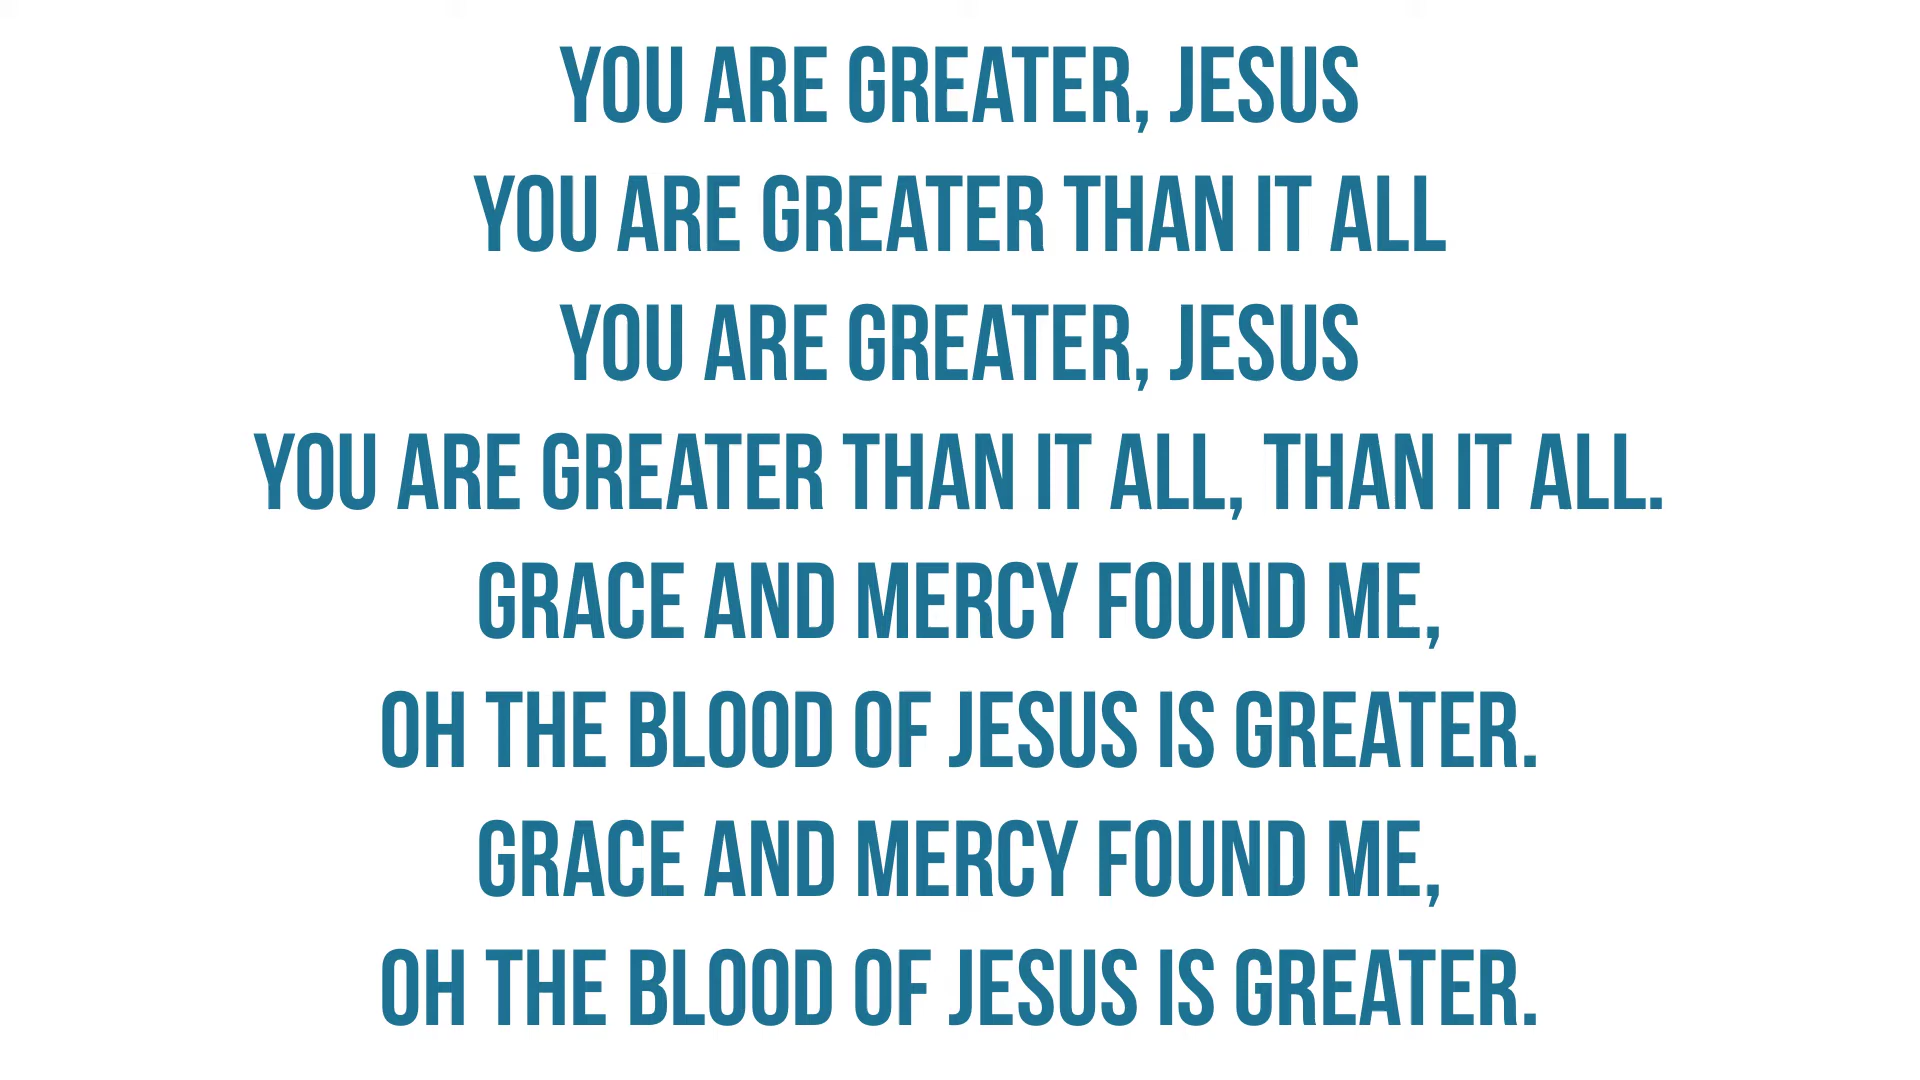 YOU ARE GREATER, JESUS
YOU ARE GREATER THAN IT ALL
YOU ARE GREATER, JESUS
YOU ARE GREATER THAN IT ALL, THAN IT ALL.
GRACE AND MERCY FOUND ME,
OH THE BLOOD OF JESUS IS GREATER.
GRACE AND MERCY FOUND ME,
OH THE BLOOD OF JESUS IS GREATER.